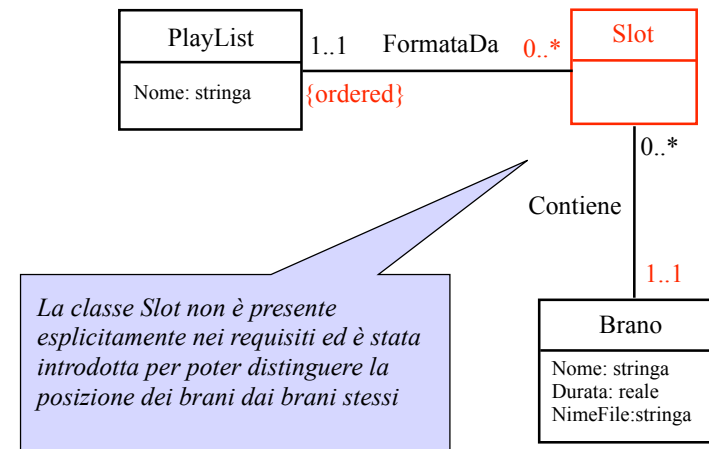 PlayList
1..1
FormataDa
0..*
Slot
Nome: stringa
{ordered}
0..*
Contiene
1..1
La classe Slot non è presente
esplicitamente nei requisiti ed è stata
introdotta per poter distinguere la
posizione dei brani dai brani stessi
Brano
Nome: stringa
Durata: reale
NimeFile:stringa